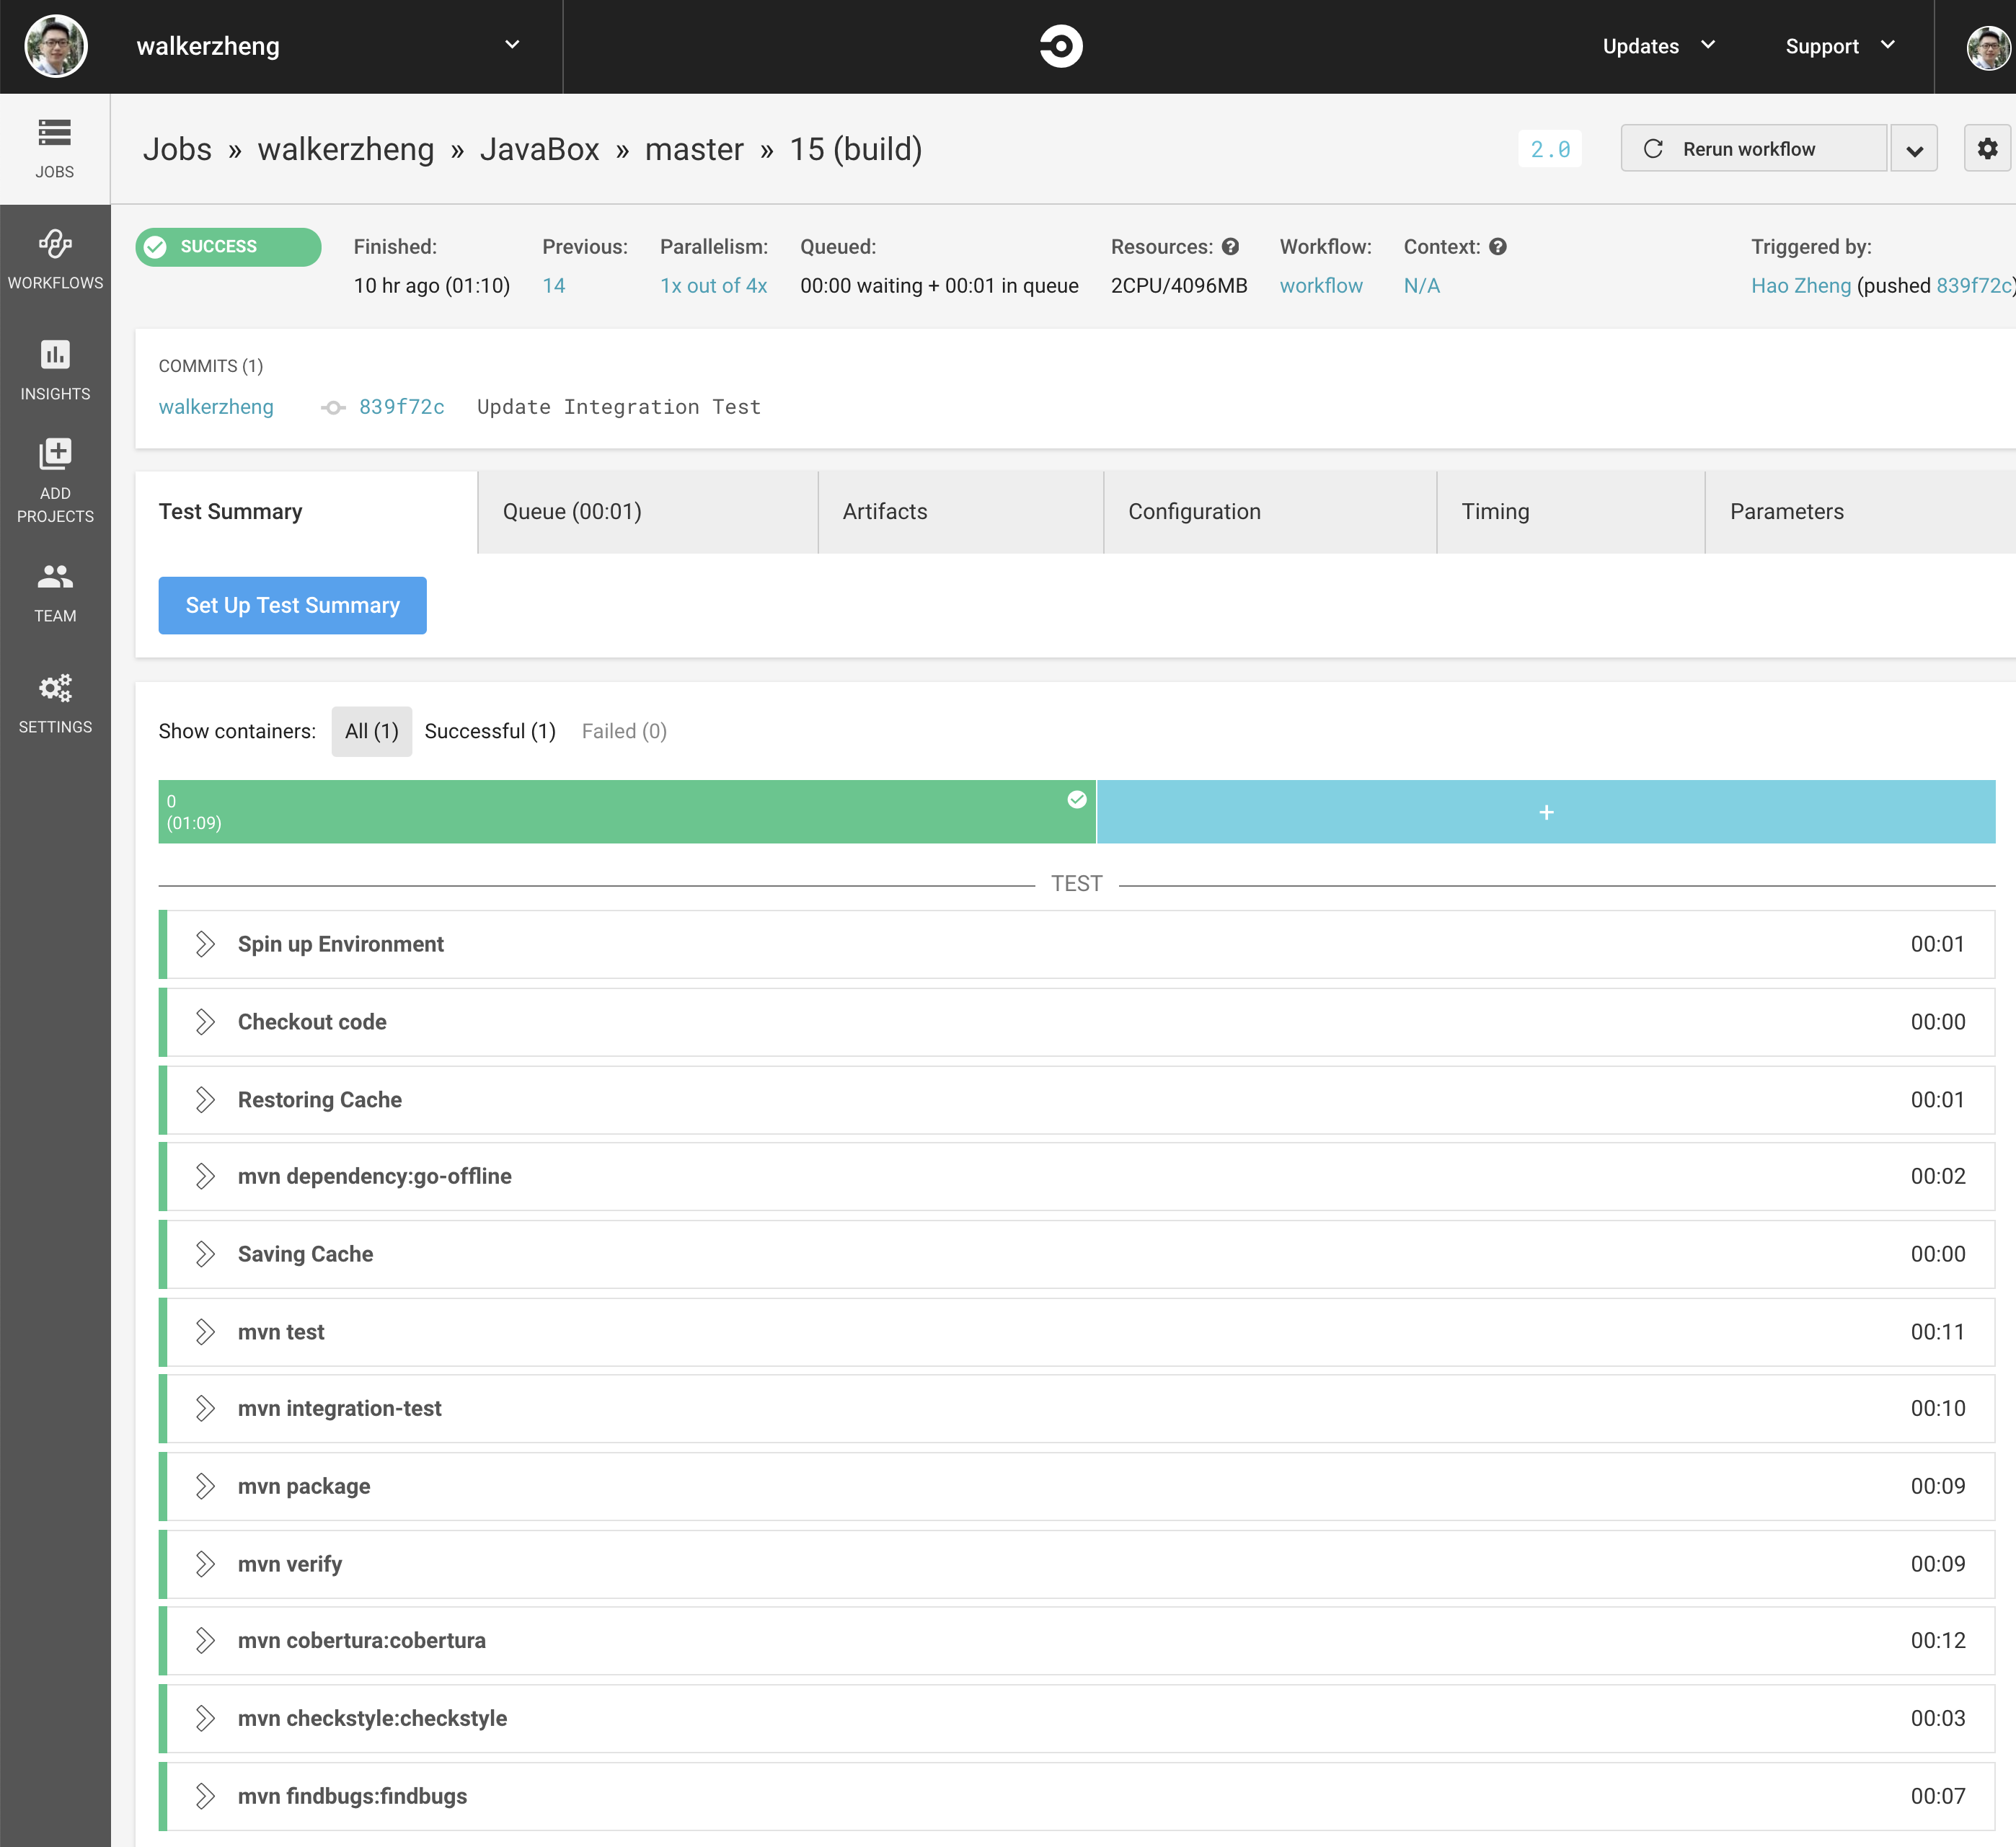 walkerzheng
Updates
Support
JOBS
WORKFLOWS
INSIGHTS
ADD
PROJECTS
TEAM
SETTINGS
Jobs » walkerzheng » JavaBox » master » 15 (build)
2.0
Rerun workflow
SUCCESS
Finished:
10 hr ago (01:10)
Previous:
14
Parallelism:
1x out of 4x
Queued:
00:00 waiting + 00:01 in queue
Resources: ?
2CPU/4096MB
Workflow:
workflow
Context: ?
N/A
Triggered by:
Hao Zheng (pushed 839f72c)
COMMITS (1)
walkerzheng 839f72c Update Integration Test
Test Summary
Queue (00:01)
Artifacts
Configuration
Timing
Parameters
Set Up Test Summary
Show containers: All (1) Successful (1) Failed (0)
0
(01:09)
+
TEST
Spin up Environment 00:01
Checkout code 00:00
Restoring Cache 00:01
mvn dependency:go-offline 00:02
Saving Cache 00:00
mvn test 00:11
mvn integration-test 00:10
mvn package 00:09
mvn verify 00:09
mvn cobertura:cobertura 00:12
mvn checkstyle:checkstyle 00:03
mvn findbugs:findbugs 00:07